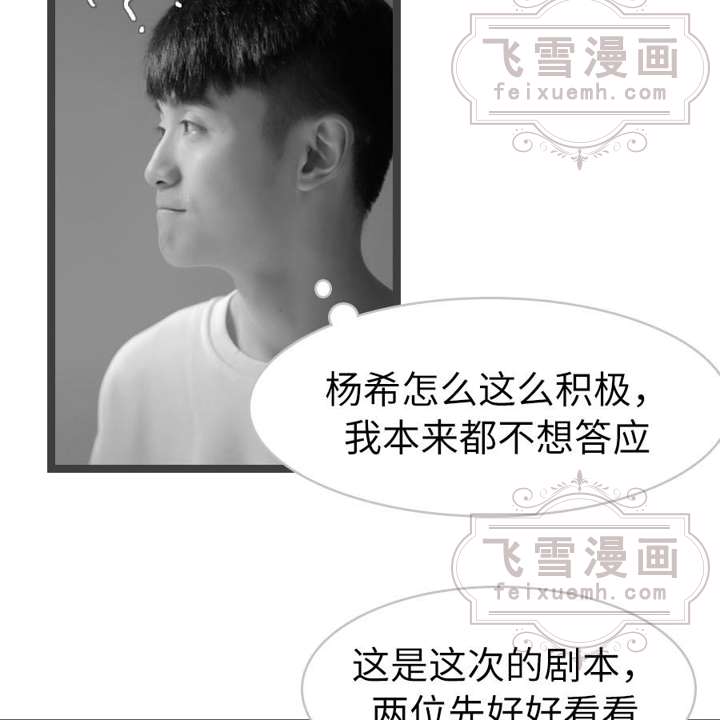 飞雪漫画
feixuemh.com
杨希怎么这么积极，
我本来都不想答应
飞雪漫画
feixuemh.com
这是这次的剧本，
两位先好好看看